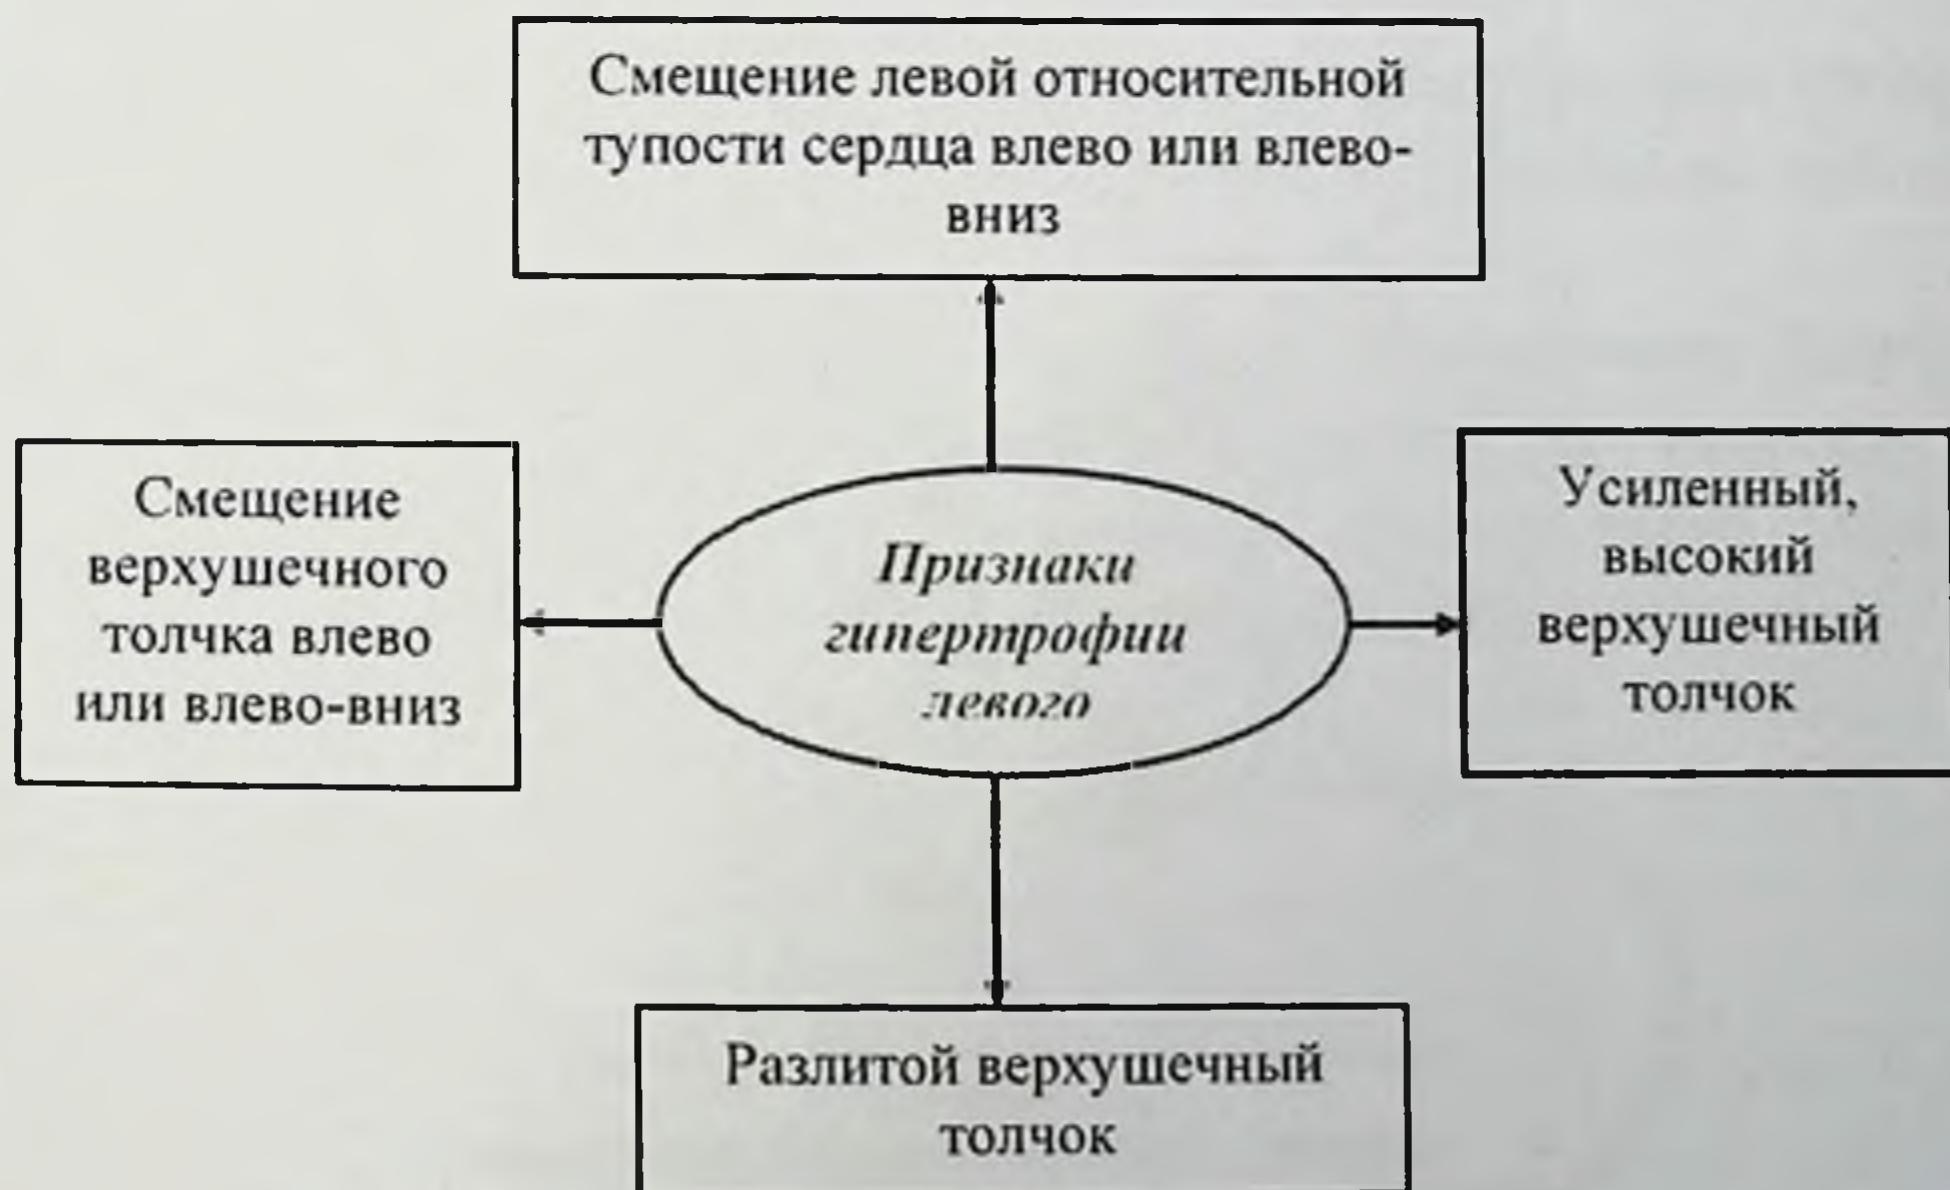 Смещение левой относительной
тупости сердца влево или влево-
вниз
Смещение
верхушечного
толчка влево
или влево-вниз
Признаки
гипертрофии
левого
Усиленный,
высокий
верхушечный
толчок
Разлитой верхушечный
толчок